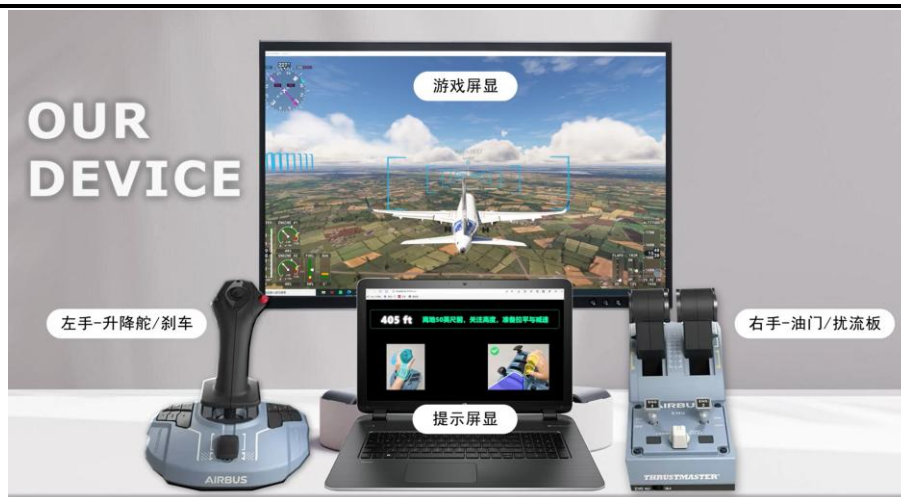 OUR
DEVICE
游戏屏显
左手-升降舵/刹车
405 ft 离地50英尺别, 关注高度, 准备拉平与减速
右手-油门/扰流板
提示屏显
AIRBUS
AIRBUS
THRUSTMASTER